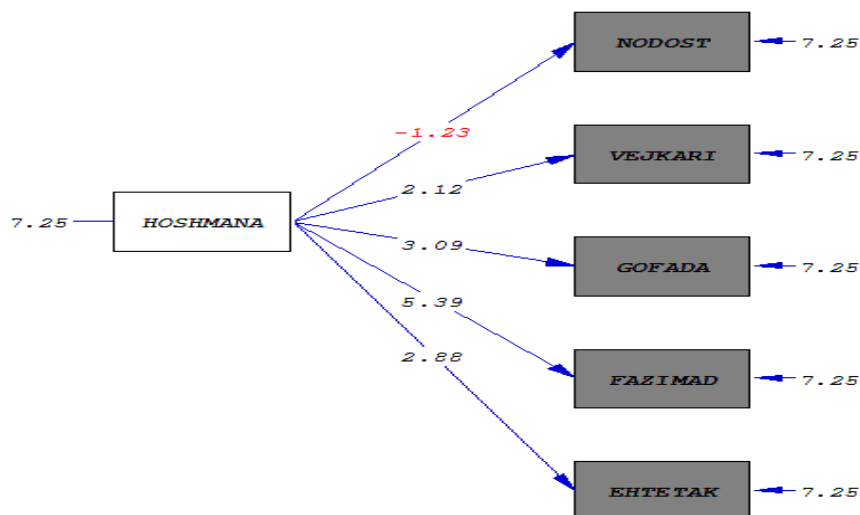 NODOST
7.25
-1.23
VEJKARI
7.25
2.12
7.25
HOSHMANA
3.09
GOFADA
7.25
5.39
2.88
FAZIMAD
7.25
EHTETAK
7.25